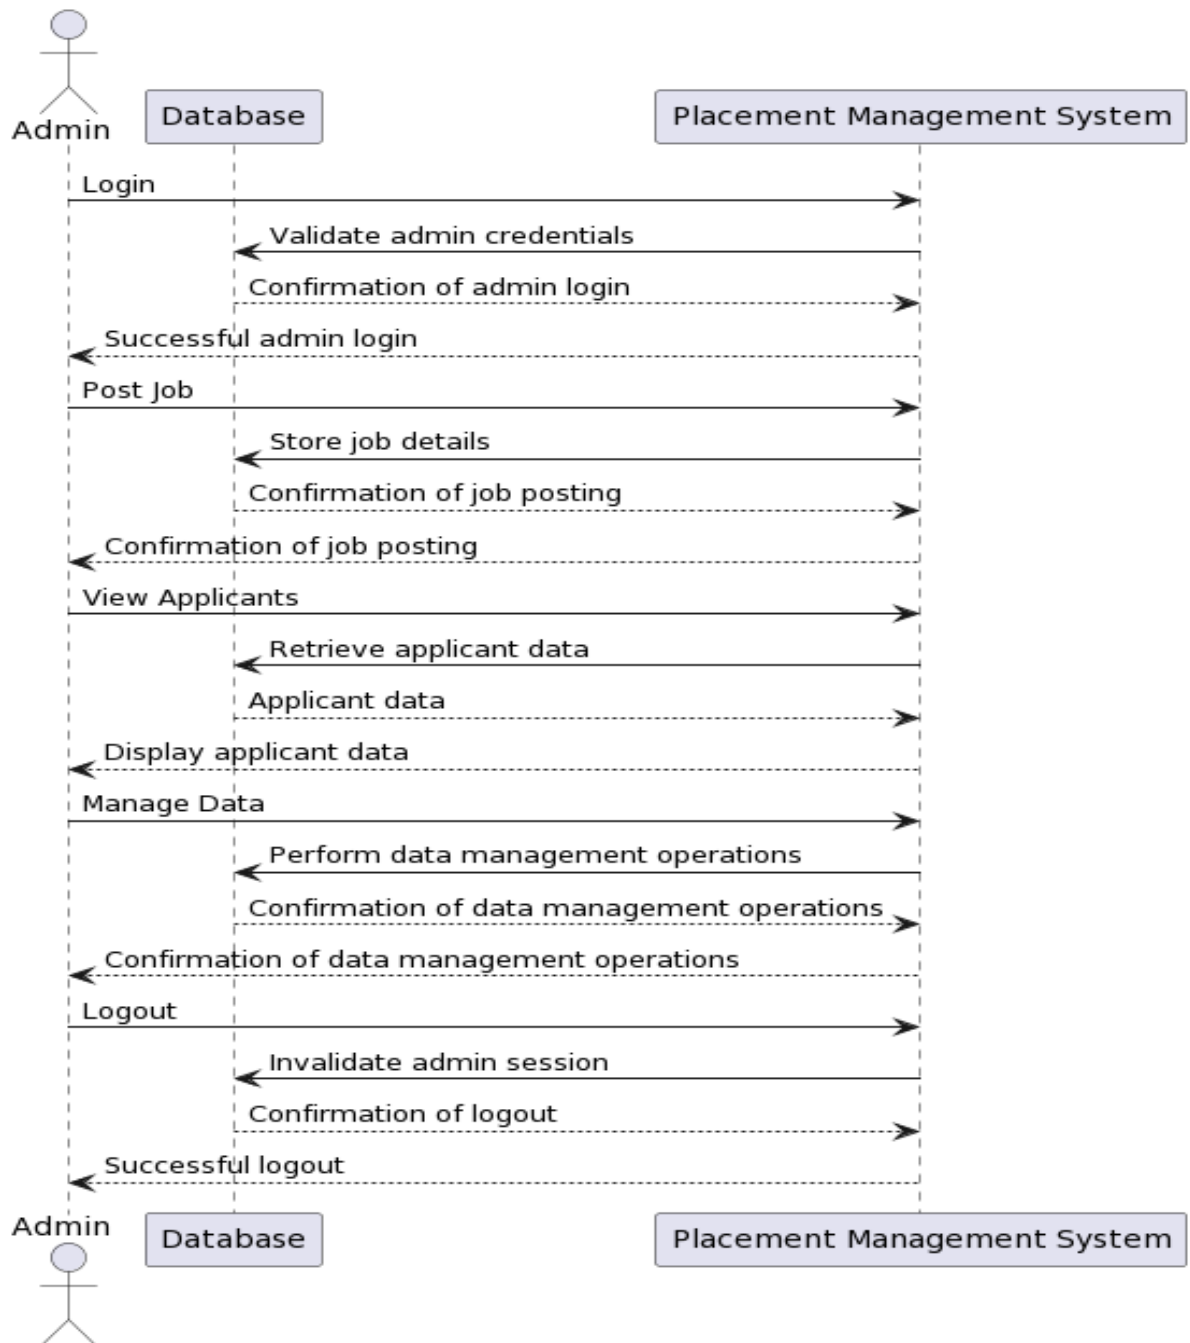 Admin
Database
Placement Management System
Login
Validate admin credentials
Confirmation of admin login
Successful admin login
Post Job
Store job details
Confirmation of job posting
Confirmation of job posting
View Applicants
Retrieve applicant data
Applicant data
Display applicant data
Manage Data
Perform data management operations
Confirmation of data management operations
Confirmation of data management operations
Logout
Invalidate admin session
Confirmation of logout
Successful logout
Admin
Database
Placement Management System